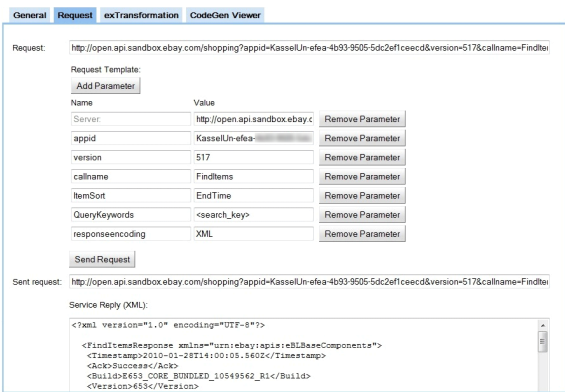 General Request exTransformation CodeGen Viewer
Request: http://open.api.sandbox.ebay.com/shopping?appid=KasselUn-efea-4b93-9505-5dc2ef1ceecd&version=517&callname=FindIte
Request Template:
Add Parameter
Name Value
Server: http://open.api.sandbox.ebay.c Remove Parameter
appid KasselUn-efea- Remove Parameter
version 517 Remove Parameter
callname FindItems Remove Parameter
ItemSort EndTime Remove Parameter
QueryKeywords <search_key> Remove Parameter
responseencoding XML Remove Parameter
Send Request
Sent request: http://open.api.sandbox.ebay.com/shopping?appid=KasselUn-efea-4b93-9505-5dc2ef1ceecd&version=517&callname=FindIte
Service Reply (XML):
<?xml version="1.0" encoding="UTF-8"?>
<FindItemsResponse xmlns="urn:ebay:apis:eBLBaseComponents">
<Timestamp>2010-01-28T14:00:05.560Z</Timestamp>
<Ack>Success</Ack>
<Build>E653_CORE_BUNDLED_10549562_R1</Build>
<Version>653</Version>